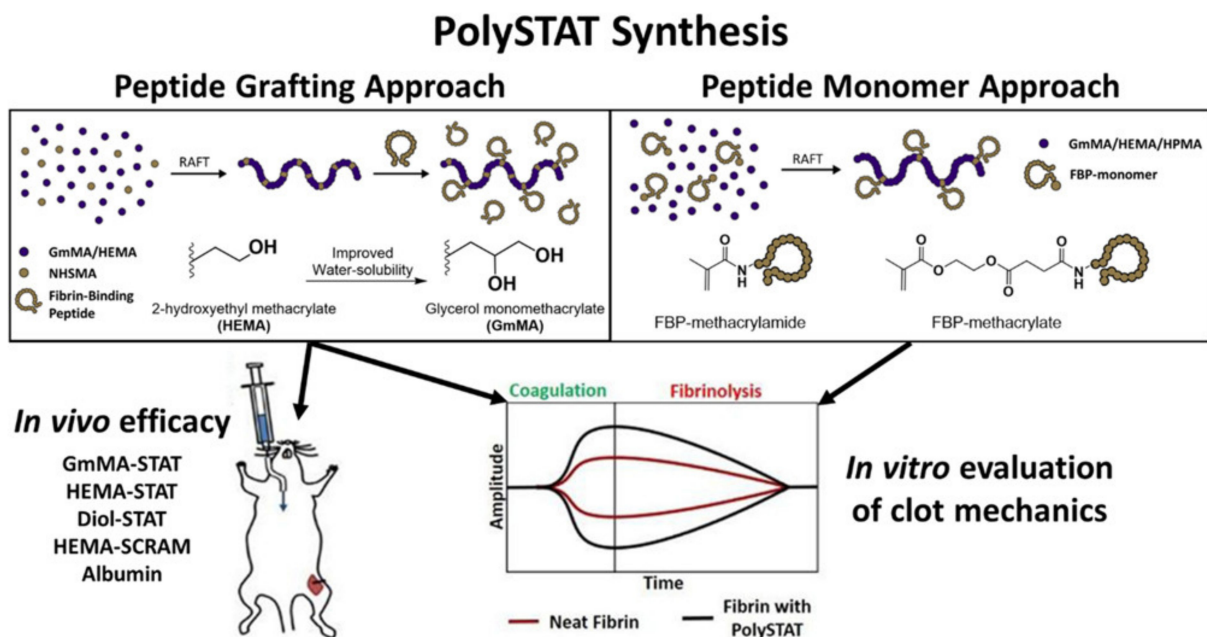 PolySTAT Synthesis
Peptide Grafting Approach
Peptide Monomer Approach
RAFT
GmMA/HEMA
NHSMA
Fibrin-Binding
Peptide
OH
2-hydroxyethyl methacrylate
(HEMA)
Improved
Water-solubility
OH
OH
Glycerol monomethacrylate
(GmMA)
RAFT
GmMA/HEMA/HPMA
FBP-monomer
O
N
H
FBP-methacrylamide
O
O
O
O
O
N
H
FBP-methacrylate
In vivo efficacy
GmMA-STAT
HEMA-STAT
Diol-STAT
HEMA-SCRAM
Albumin
Coagulation
Fibrinolysis
Amplitude
Time
Neat Fibrin
Fibrin with
PolySTAT
In vitro evaluation
of clot mechanics